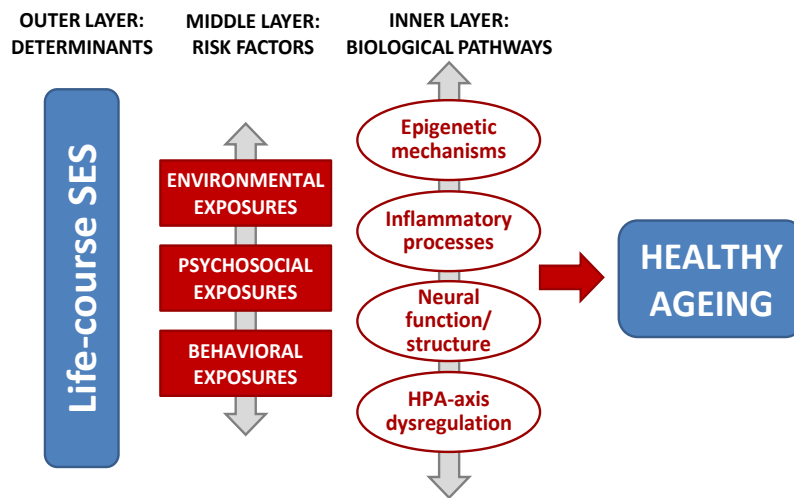 OUTER LAYER:
DETERMINANTS
MIDDLE LAYER:
RISK FACTORS
INNER LAYER:
BIOLOGICAL PATHWAYS
Life-course SES
ENVIRONMENTAL
EXPOSURES
PSYCHOSOCIAL
EXPOSURES
BEHAVIORAL
EXPOSURES
Epigenetic
mechanisms
Inflammatory
processes
Neural
function/
structure
HPA-axis
dysregulation
HEALTHY
AGEING